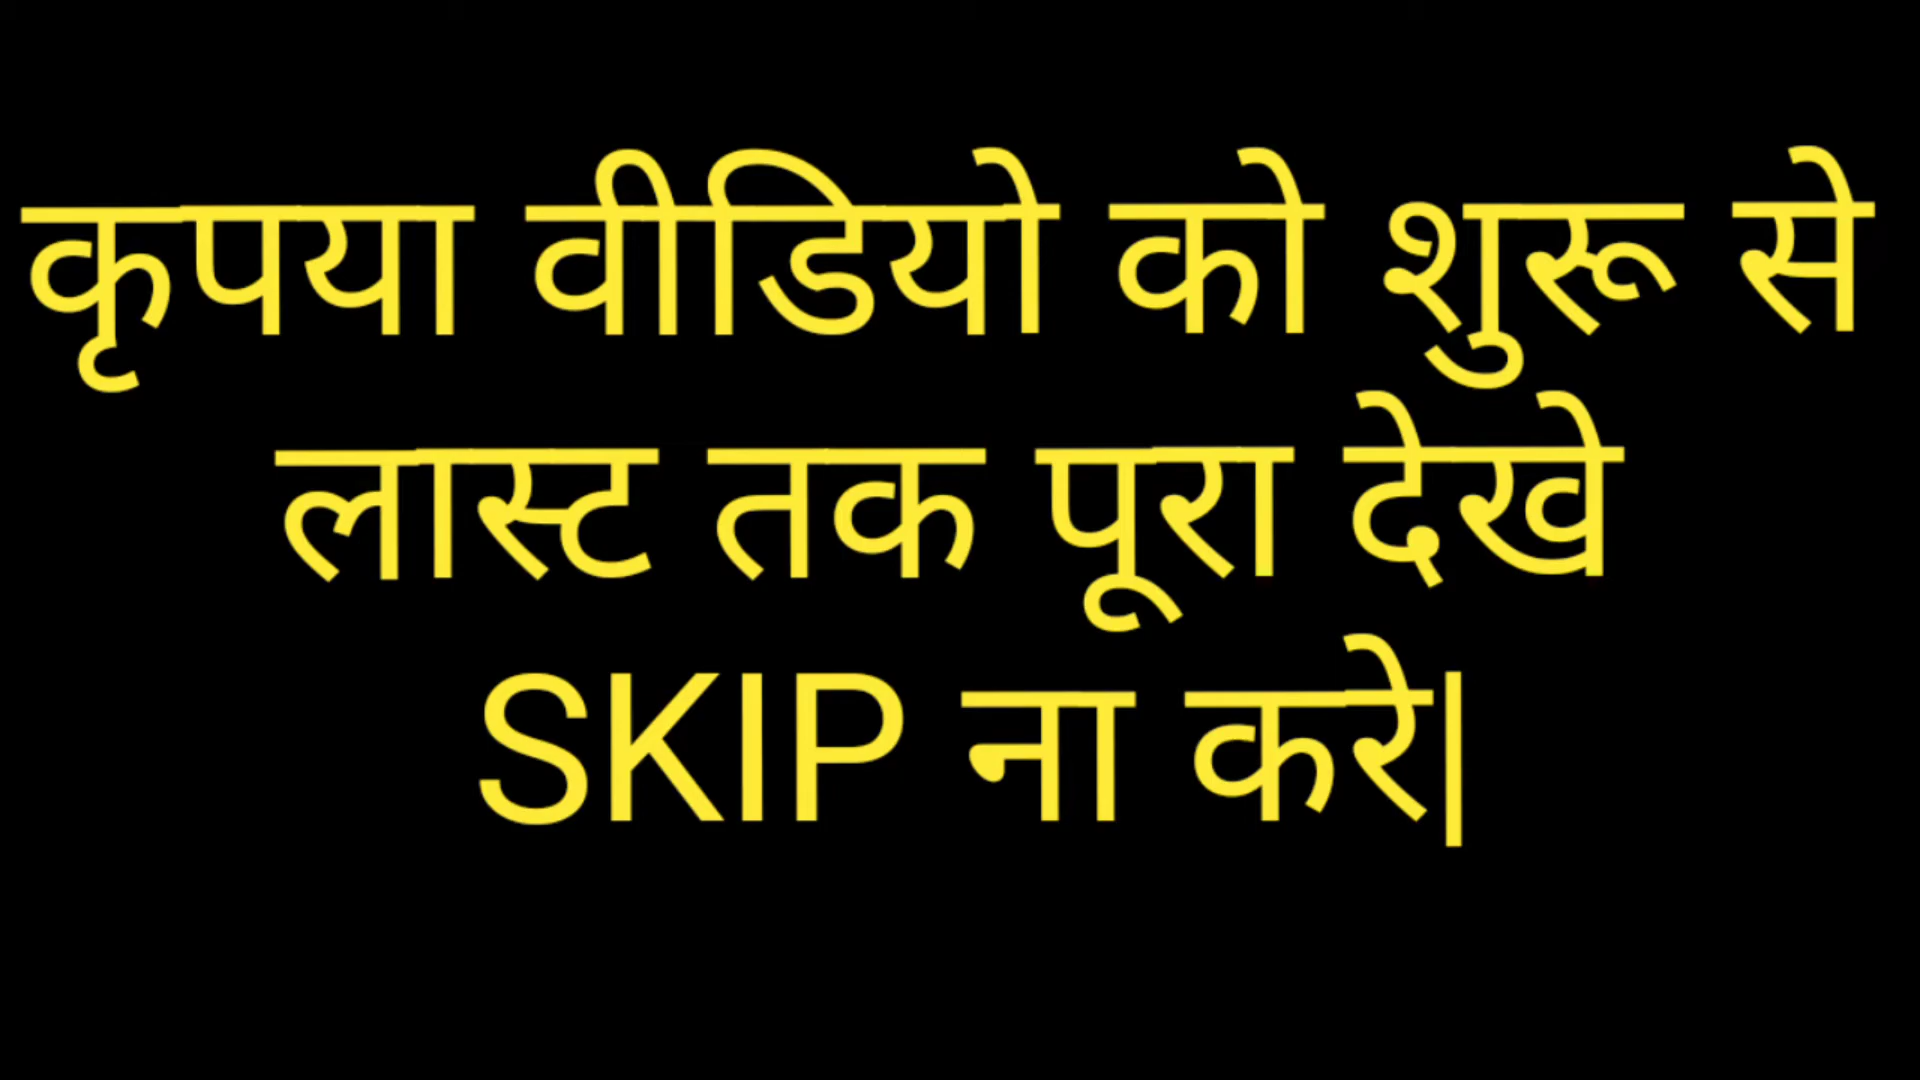 कृपया वीडियो को शुरू से
लास्ट तक पूरा देखे
SKIP ना करे|